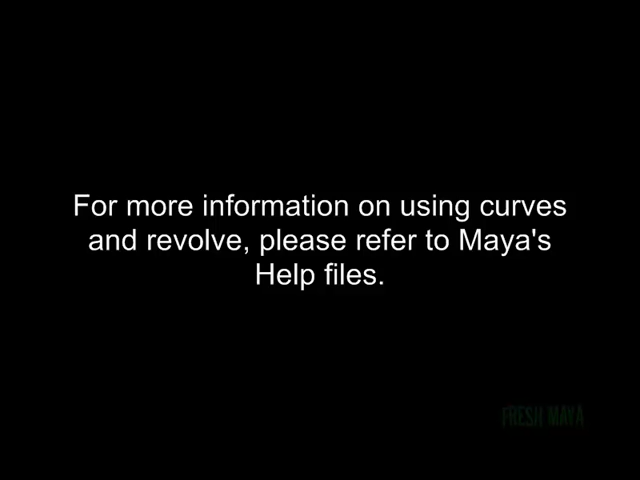 For more information on using curves
and revolve, please refer to Maya's
Help files.
FRESH MAYA